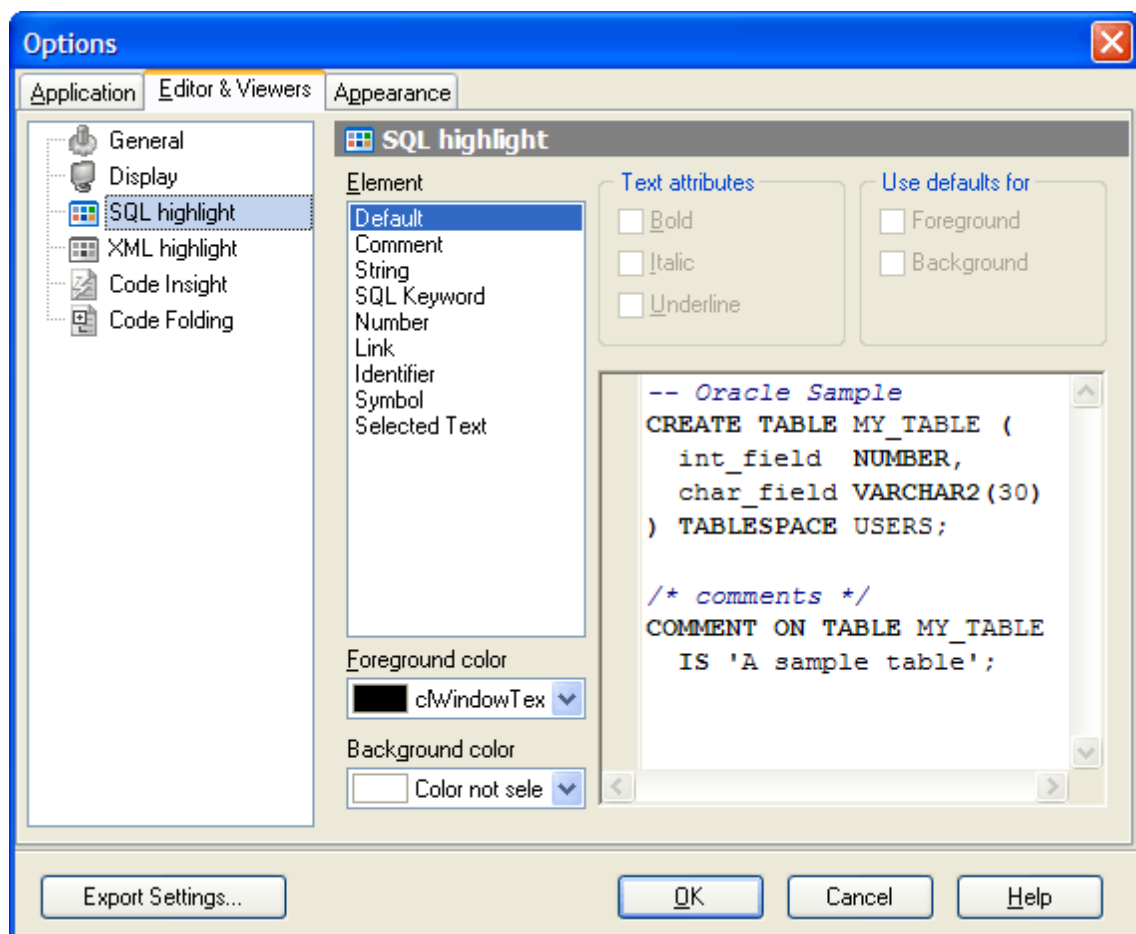 Options
Application
Editor & Viewers
Appearance
General
Display
SQL highlight
XML highlight
Code Insight
Code Folding
SQL highlight
Element
Default
Comment
String
SQL Keyword
Number
Link
Identifier
Symbol
Selected Text
Foreground color
clWindowTex
Background color
Color not sele
Text attributes
Bold
Italic
Underline
Use defaults for
Foreground
Background
-- Oracle Sample
CREATE TABLE MY_TABLE (
  int_field  NUMBER,
  char_field VARCHAR2(30)
) TABLESPACE USERS;
/* comments */
COMMENT ON TABLE MY_TABLE
  IS 'A sample table';
Export Settings...
OK
Cancel
Help